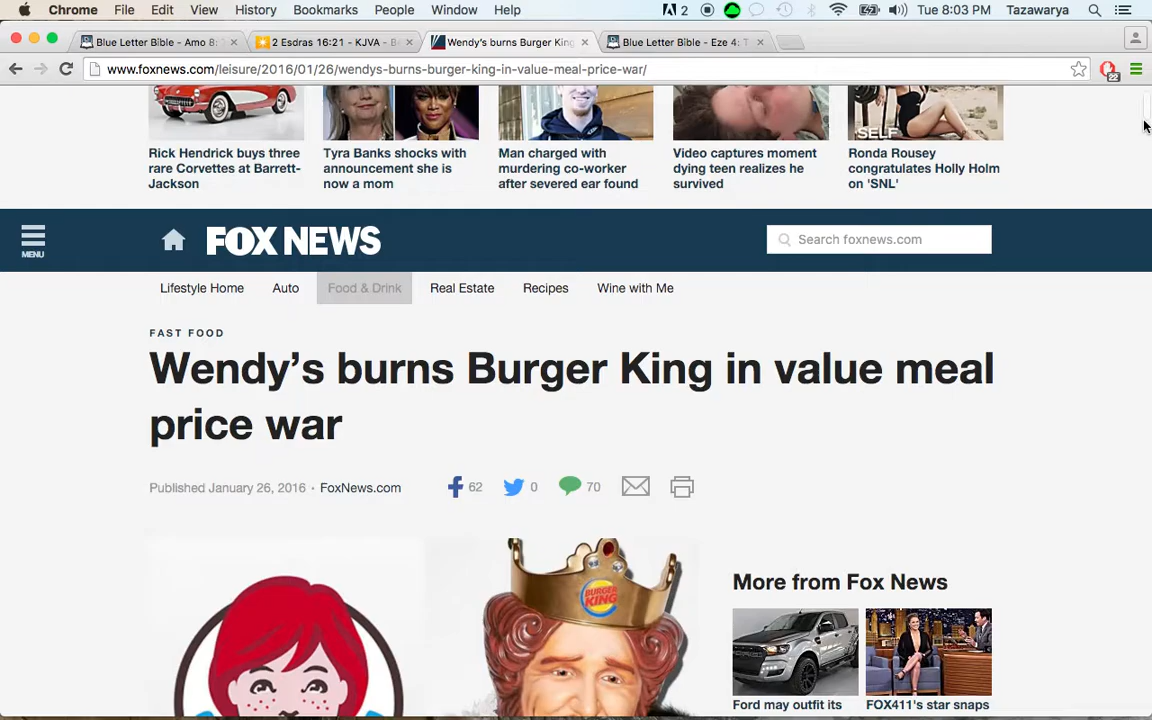 Chrome File Edit View History Bookmarks People Window Help 2 Tue 8:03 PM Tazawarya
Blue Letter Bible - Amo 8: 2 Esdras 16:21 - KJVA - B Wendy's burns Burger King Blue Letter Bible - Eze 4: T
www.foxnews.com/leisure/2016/01/26/wendys-burns-burger-king-in-value-meal-price-war/ 22
SELF
Rick Hendrick buys three
rare Corvettes at Barrett-
Jackson
Tyra Banks shocks with
announcement she is
now a mom
Man charged with
murdering co-worker
after severed ear found
Video captures moment
dying teen realizes he
survived
Ronda Rousey
congratulates Holly Holm
on 'SNL'
MENU
FOX NEWS
Search foxnews.com
Lifestyle Home Auto Food & Drink Real Estate Recipes Wine with Me
FAST FOOD
Wendy's burns Burger King in value meal
price war
Published January 26, 2016 · FoxNews.com 62 0 70
BURGER
KING
More from Fox News
Ford may outfit its
FOX411's star snaps